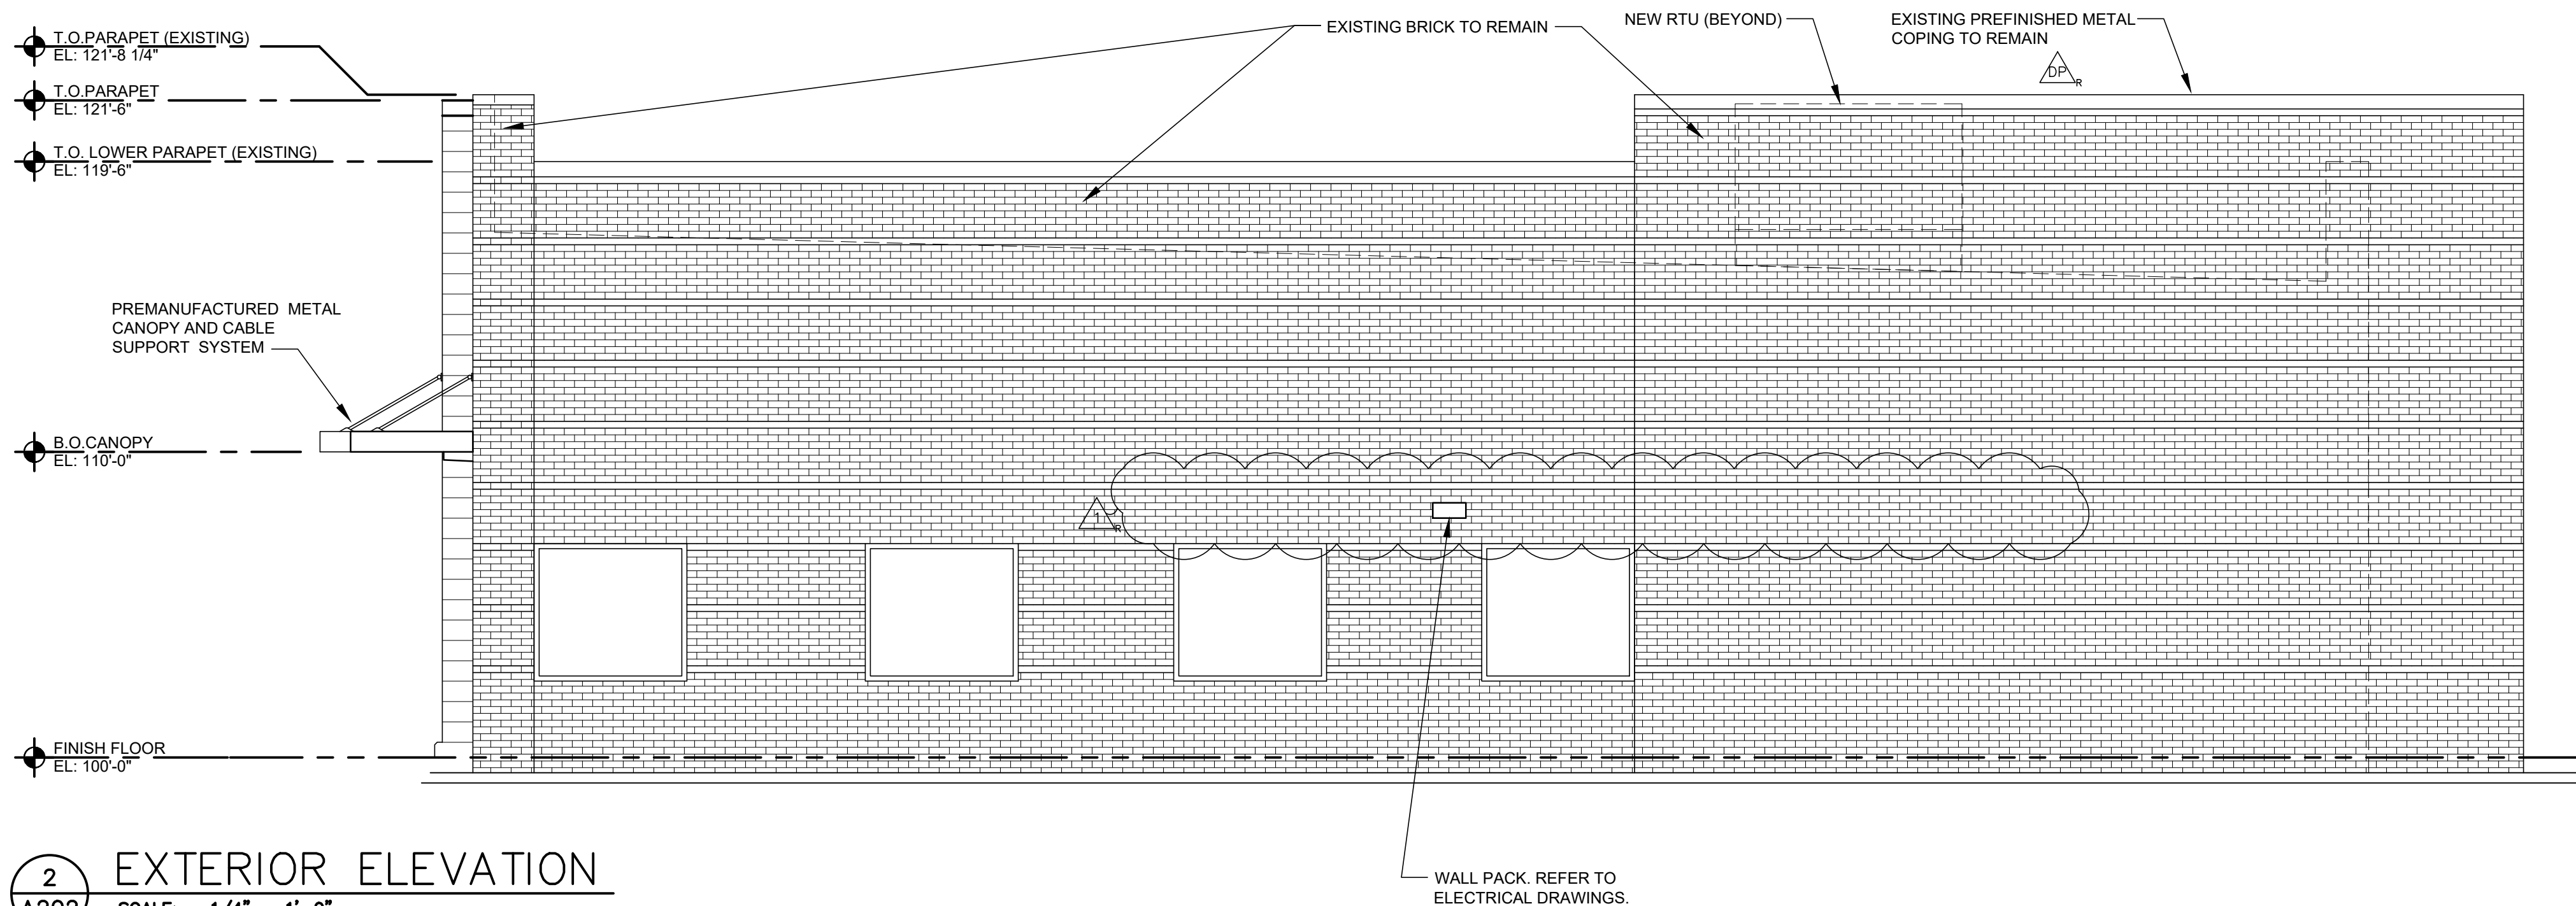 T.O.PARAPET (EXISTING)
EL: 121'-8 1/4"
T.O.PARAPET
EL: 121'-6"
T.O. LOWER PARAPET (EXISTING)
EL: 119'-6"
EXISTING BRICK TO REMAIN
NEW RTU (BEYOND)
EXISTING PREFINISHED METAL
COPING TO REMAIN
DP
R
PREMANUFACTURED METAL
CANOPY AND CABLE
SUPPORT SYSTEM
B.O.CANOPY
EL: 110'-0"
1
R
FINISH FLOOR
EL: 100'-0"
WALL PACK. REFER TO
ELECTRICAL DRAWINGS.
2
EXTERIOR ELEVATION